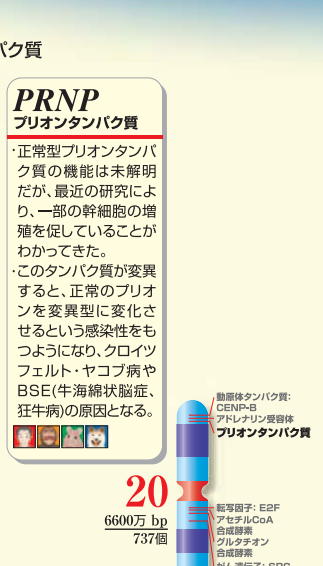 パク質
PRNP
プリオンタンパク質
・正常型プリオンタンパ
ク質の機能は未解明
だが、最近の研究によ
り、一部の幹細胞の増
殖を促していることが
わかってきた。
・このタンパク質が変異
すると、正常のプリオ
ンを変異型に変化さ
せるという感染性をも
つようになり、クロイツ
フェルト・ヤコブ病や
BSE(牛海綿状脳症、
狂牛病)の原因となる。
動原体タンパク質:
CENP-B
アドレナリン受容体
プリオンタンパク質
20
6600万 bp
737個
転写因子: E2F
アセチルCoA
合成酵素
グルタチオン
合成酵素
がん遺伝子: SRC